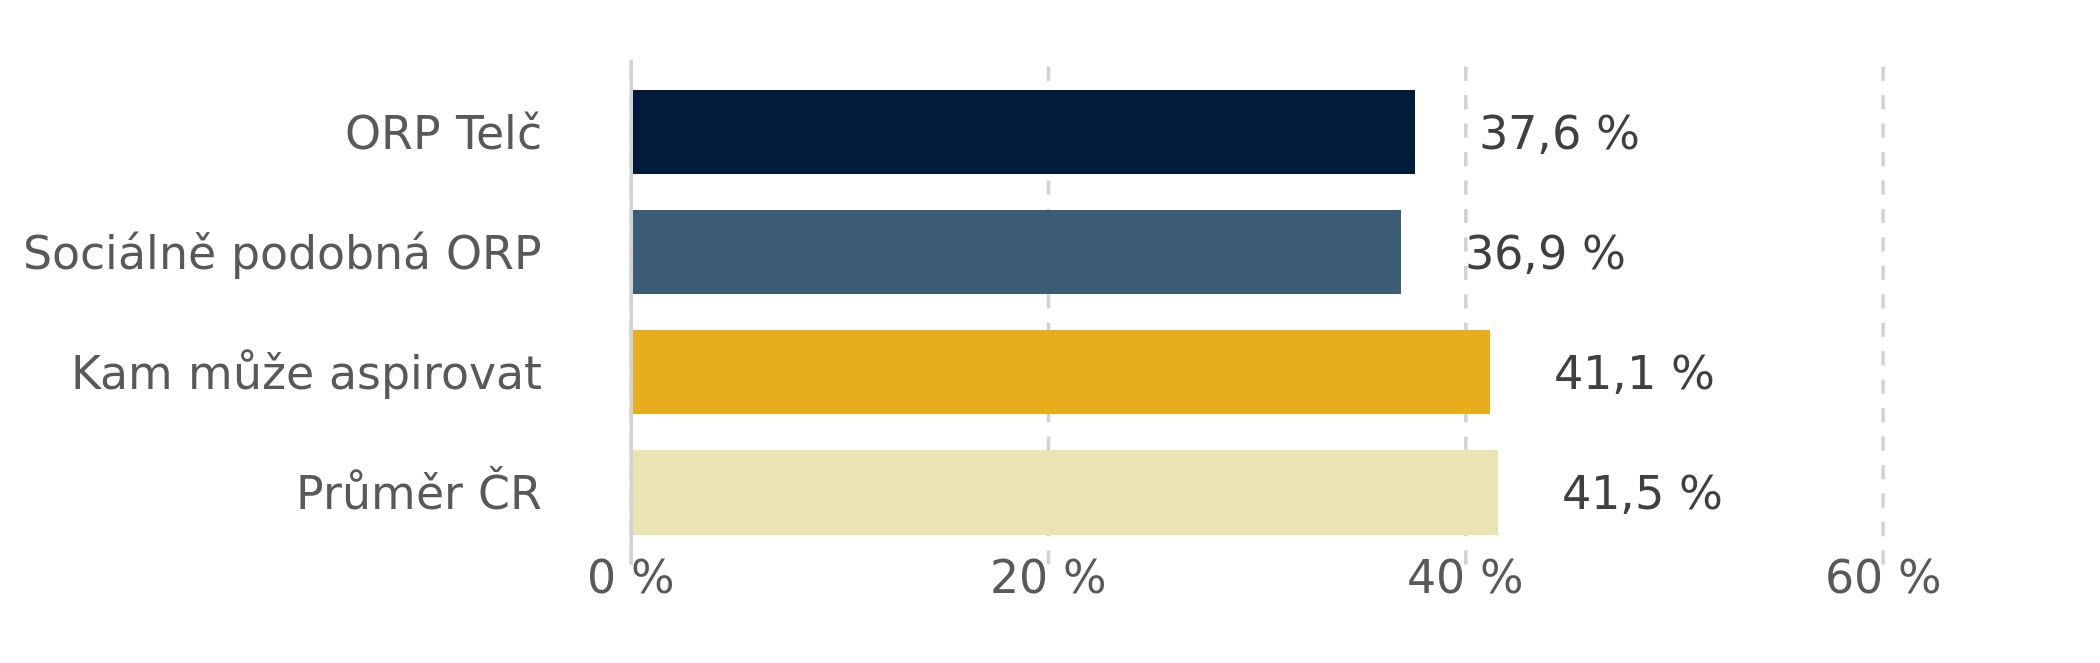 ORP Telč 37,6 %
Sociálně podobná ORP 36,9 %
Kam může aspirovat 41,1 %
Průměr ČR 41,5 %
0 % 20 % 40 % 60 %